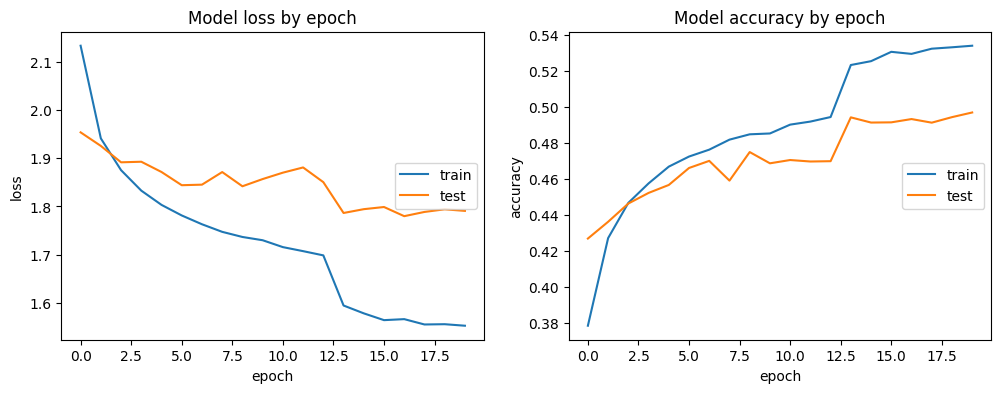 Model loss by epoch
loss
2.1
2.0
1.9
1.8
1.7
1.6
train
test
0.0 2.5 5.0 7.5 10.0 12.5 15.0 17.5
epoch
Model accuracy by epoch
accuracy
0.54
0.52
0.50
0.48
0.46
0.44
0.42
0.40
0.38
train
test
0.0 2.5 5.0 7.5 10.0 12.5 15.0 17.5
epoch